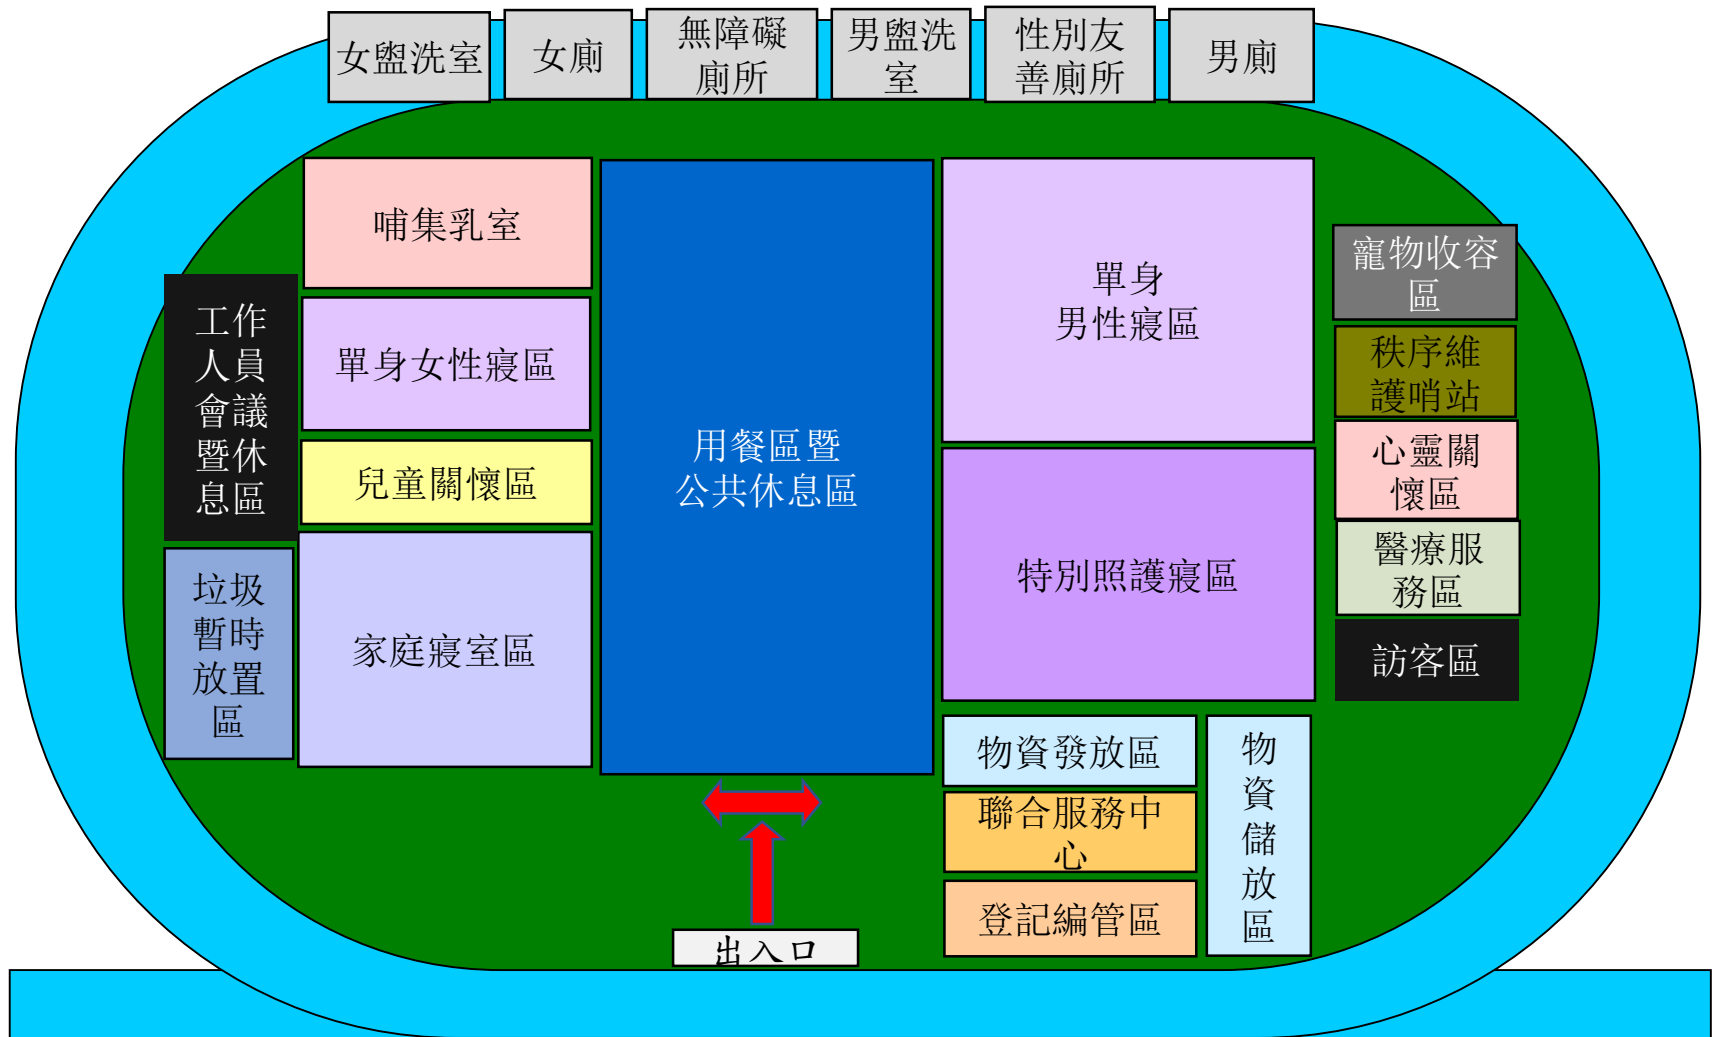 女盥洗室
女廁
無障礙
廁所
男盥洗
室
性別友
善廁所
男廁
哺集乳室
單身女性寢區
兒童關懷區
家庭寢室區
工作
人員
會議
暨休
息區
垃圾
暫時
放置
區
用餐區暨
公共休息區
單身
男性寢區
特別照護寢區
寵物收容
區
秩序維
護哨站
心靈關
懷區
醫療服
務區
訪客區
物資發放區
聯合服務中
心
登記編管區
物
資
儲
放
區
出入口